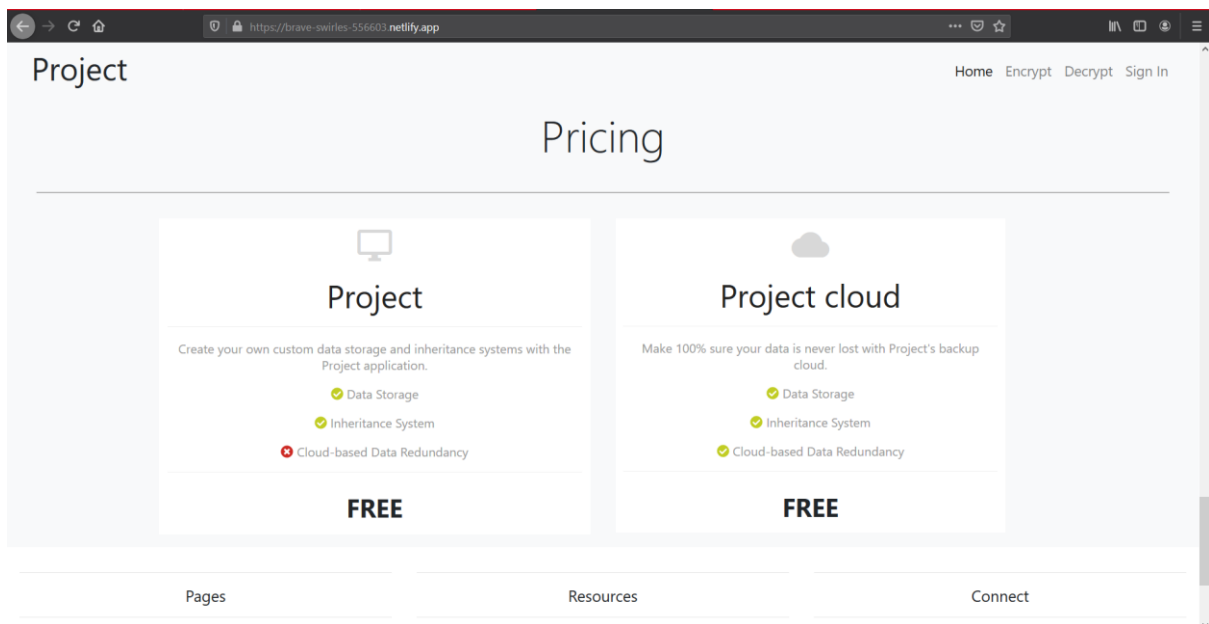 https://brave-swirles-556603.netlify.app
Project
Home Encrypt Decrypt Sign In
Pricing
Project
Create your own custom data storage and inheritance systems with the
Project application.
Data Storage
Inheritance System
Cloud-based Data Redundancy
FREE
Project cloud
Make 100% sure your data is never lost with Project's backup
cloud.
Data Storage
Inheritance System
Cloud-based Data Redundancy
FREE
Pages
Resources
Connect